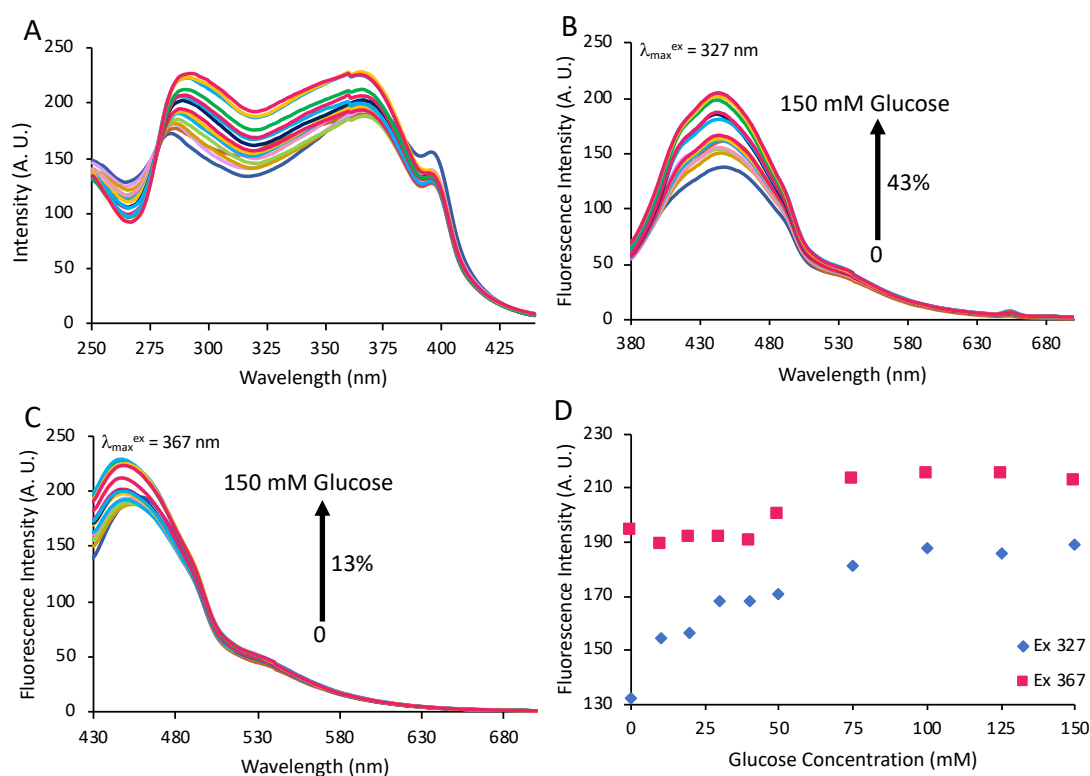 A
250
200
150
100
50
0
Intensity (A. U.)
250 275 300 325 350 375 400 425
Wavelength (nm)
B
λmax^ex = 327 nm
150 mM Glucose
43%
0
250
200
150
100
50
0
Fluorescence Intensity (A. U.)
380 430 480 530 580 630 680
Wavelength (nm)
C
λmax^ex = 367 nm
150 mM Glucose
13%
0
250
200
150
100
50
0
Fluorescence Intensity (A. U.)
430 480 530 580 630 680
Wavelength (nm)
D
230
210
190
170
150
130
Fluorescence Intensity (A. U.)
Ex 327
Ex 367
0 25 50 75 100 125 150
Glucose Concentration (mM)